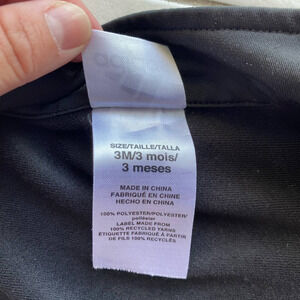 adidas
SIZE/TAILLE/TALLA
3M/3 mois/
3 meses
MADE IN CHINA
FABRIQUÉ EN CHINE
HECHO EN CHINA
100% POLYESTER/POLYESTER/
poliéster
LABEL MADE FROM
100% RECYCLED YARNS
ÉTIQUETTE FABRIQUÉE À PARTIR
DE FILS 100% RECYCLÉS